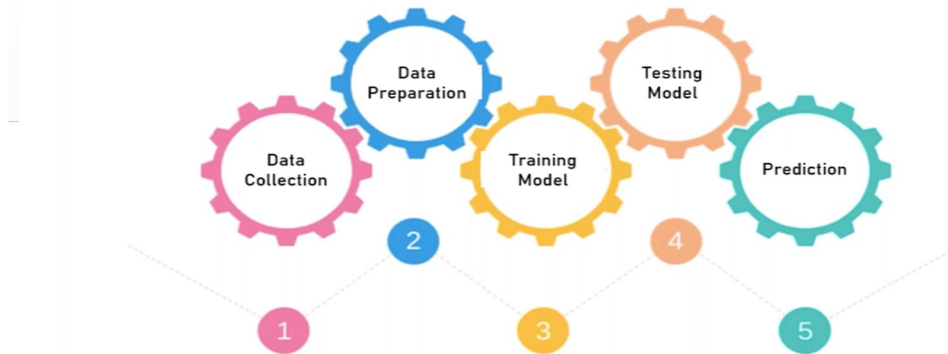 Data
Collection
Data
Preparation
Training
Model
Testing
Model
Prediction
1
2
3
4
5